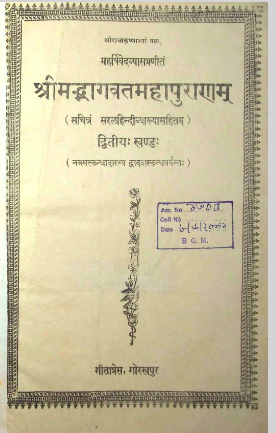 श्रीराधाकृष्णाभ्यां नमः
महर्षिवेदव्यासप्रणीतं
श्रीमद्भागवतमहापुराणम्
(सचित्रं सरलहिन्दीव्याख्यासहितम्)
द्वितीयः खण्डः
(नवमस्कन्धादारभ्य द्वादशस्कन्धपर्यन्तः)
Acc. No
Call No
Date
B. G. M.
गीताप्रेस, गोरखपुर